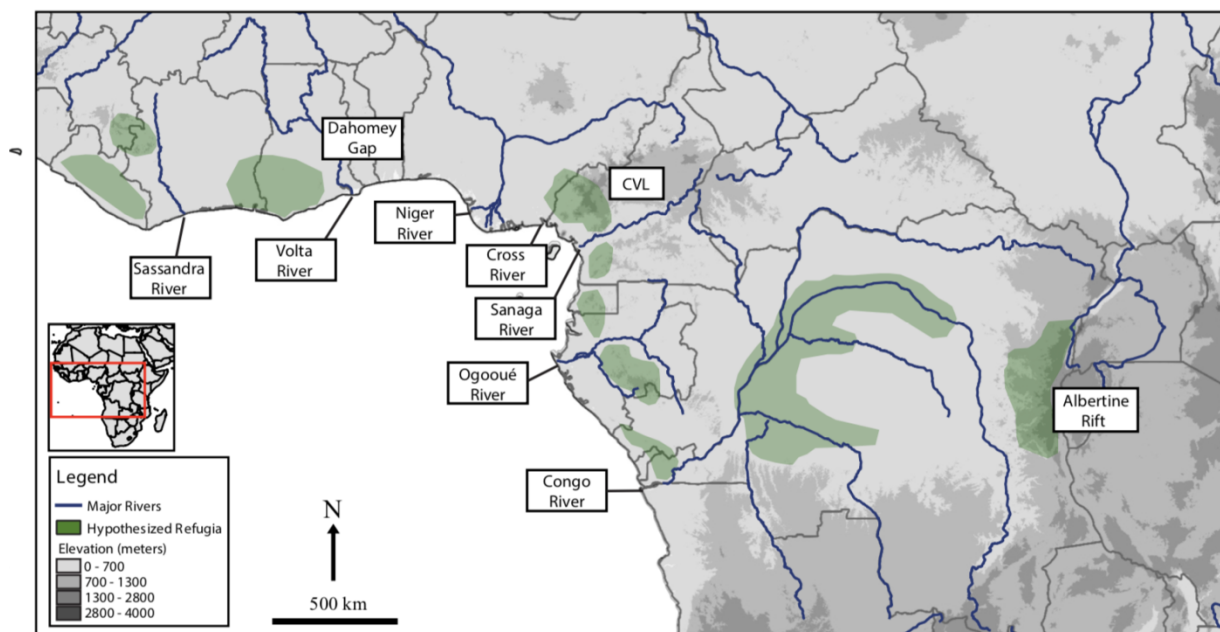 Dahomey
Gap
CVL
Niger
River
Cross
River
Volta
River
Sassandra
River
Sanaga
River
Ogooué
River
Albertine
Rift
Congo
River
Legend
Major Rivers
Hypothesized Refugia
Elevation (meters)
0 - 700
700 - 1300
1300 - 2800
2800 - 4000
N
500 km